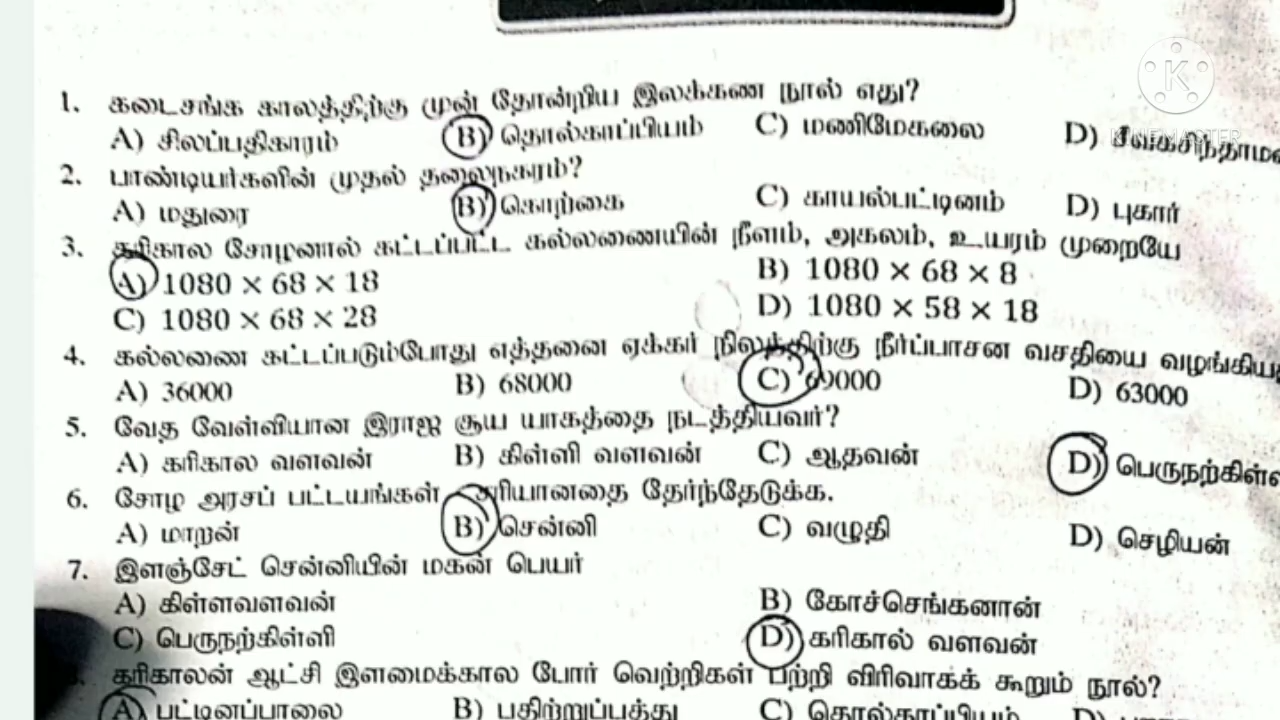 1. கடைசங்க காலத்திற்கு முன் தோன்றிய இலக்கண நூல் எது?
A) சிலப்பதிகாரம் B) தொல்காப்பியம் C) மணிமேகலை D)
2. பாண்டியர்களின் முதல் தலைநகரம்?
A) மதுரை B) கொற்கை C) காயல்பட்டினம் D) புகார்
3. கரிகால சோழனால் கட்டப்பட்ட கல்லணையின் நீளம், அகலம், உயரம் முறையே
A) 1080 × 68 × 18 B) 1080 × 68 × 8
C) 1080 × 68 × 28 D) 1080 × 58 × 18
4. கல்லணை கட்டப்படும்போது எத்தனை ஏக்கர் நிலத்திற்கு நீர்ப்பாசன வசதியை
A) 36000 B) 68000 C) 69000 D) 63000
5. வேத வேள்வியான இராஜ சூய யாகத்தை நடத்தியவர்?
A) கரிகால வளவன் B) கிள்ளி வளவன் C) ஆதவன் D)
6. சோழ அரசப் பட்டயங்கள் சரியானதை தேர்ந்தேடுக்க.
A) மாறன் B) சென்னி C) வழுதி D) செழியன்
7. இளஞ்சேட் சென்னியின் மகன் பெயர்
A) கிள்ளவளவன் B) கோச்செங்கனான்
C) பெருநற்கிள்ளி D) கரிகால் வளவன்
கரிகாலன் ஆட்சி இளமைக்கால போர் வெற்றிகள் பற்றி விரிவாகக் கூறும் நூல்?
A) பட்டினப்பாலை B) பதிற்றுப்பத்து C) தொல்காப்பியம் D)
K
KINEMASTER